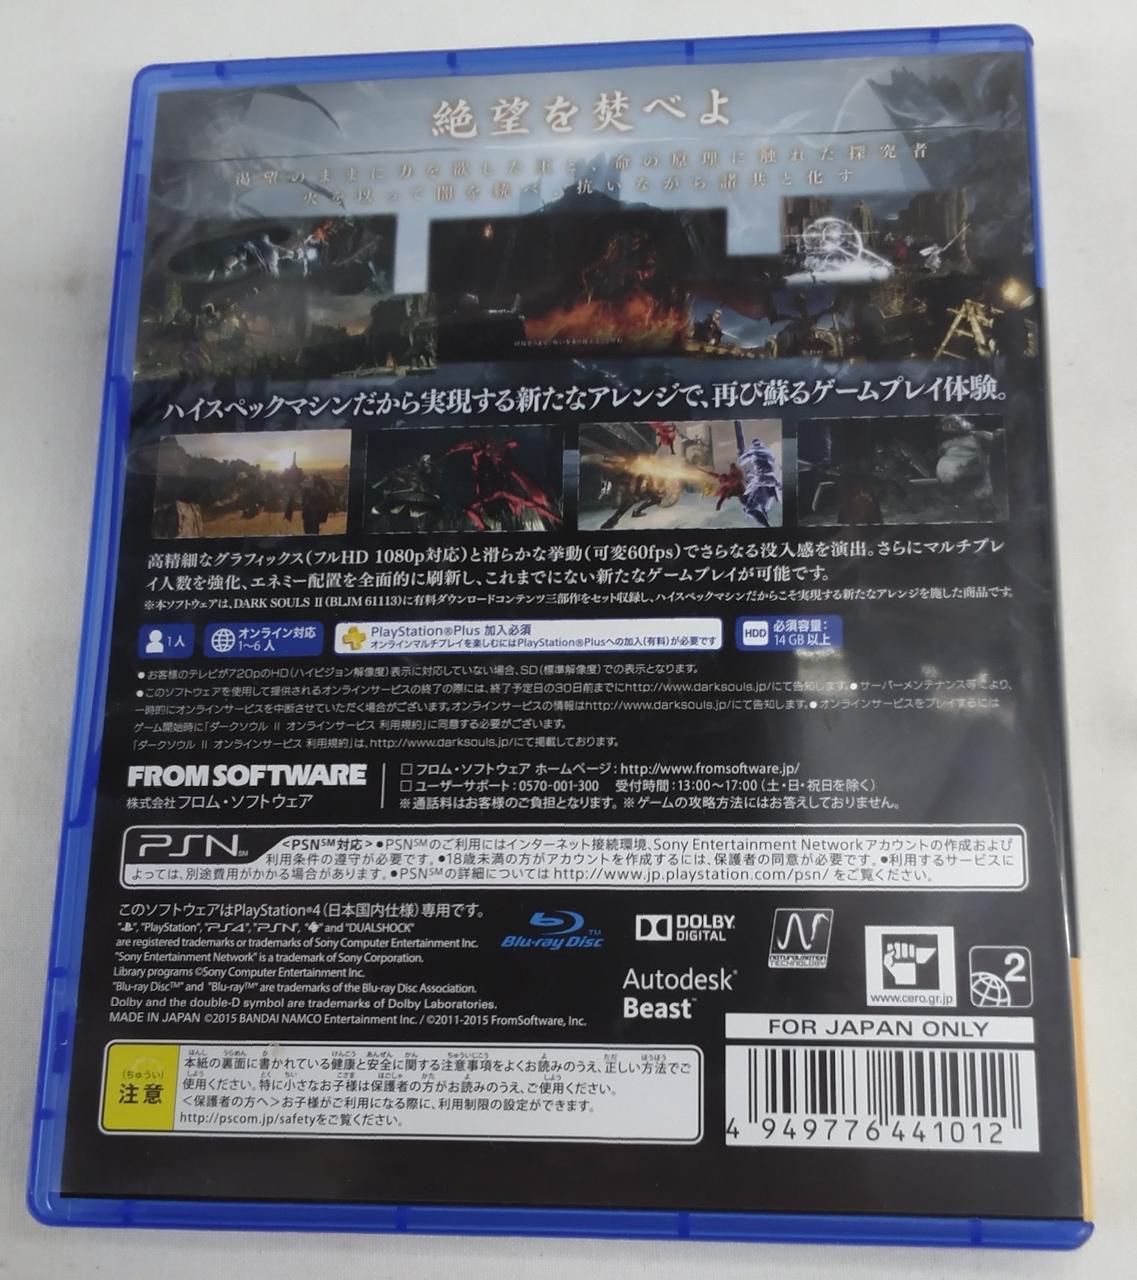 絶望を焚べよ
渇望のままに力を欲した王と、命の原理に触れた探究者
火を以って闇を統べ、抗いながら諸共と化す
ハイスペックマシンだから実現する新たなアレンジで、再び蘇るゲームプレイ体験。
高精細なグラフィックス(フルHD 1080p対応)と滑らかな挙動(可変60fps)でさらなる没入感を演出。さらにマルチプレ
イ人数を強化、エネミー配置を全面的に刷新し、これまでにない新たなゲームプレイが可能です。
※本ソフトウェアは、DARK SOULS II(BLJM 61113)に有料ダウンロードコンテンツ三部作をセット収録し、ハイスペックマシンだからこそ実現する新たなアレンジを施した商品です。
1人
オンライン対応
1~6人
PlayStation®Plus 加入必須
オンラインマルチプレイを楽しむにはPlayStation®Plusへの加入(有料)が必要です
HDD 必須容量:
14 GB 以上
●お客様のテレビが720pのHD(ハイビジョン解像度)表示に対応していない場合、SD(標準解像度)での表示となります。
●このソフトウェアを使用して提供されるオンラインサービスの終了の際には、終了予定日の30日前までにhttp://www.darksouls.jp/にて告知します。●サーバーメンテナンス等により、
一時的にオンラインサービスを中断させていただく場合がございます。オンラインサービスの情報はhttp://www.darksouls.jp/にて告知します。●オンラインサービスをプレイするには
ゲーム開始時に「ダークソウル II オンラインサービス 利用規約」に同意する必要がございます。
「ダークソウル II オンラインサービス 利用規約」は、http://www.darksouls.jp/にて掲載しております。
FROM SOFTWARE
株式会社フロム・ソフトウェア
□フロム・ソフトウェア ホームページ:http://www.fromsoftware.jp/
□ユーザーサポート:0570-001-300 受付時間:13:00~17:00(土・日・祝日を除く)
※通話料はお客様のご負担となります。※ゲームの攻略方法にはお答えしておりません。
PSN℠
<PSN℠対応>●PSN℠のご利用にはインターネット接続環境、Sony Entertainment Networkアカウントの作成および
利用条件の遵守が必要です。●18歳未満の方がアカウントを作成するには、保護者の同意が必要です。●利用するサービスに
よっては、別途費用がかかる場合があります。●PSN℠の詳細については http://www.jp.playstation.com/psn/ をご覧ください。
このソフトウェアはPlayStation®4(日本国内仕様)専用です。
"PlayStation", "PS4", "PSN", and "DUALSHOCK"
are registered trademarks or trademarks of Sony Computer Entertainment Inc.
"Sony Entertainment Network" is a trademark of Sony Corporation.
Library programs ©Sony Computer Entertainment Inc.
"Blu-ray Disc™" and "Blu-ray™" are trademarks of the Blu-ray Disc Association.
Dolby and the double-D symbol are trademarks of Dolby Laboratories.
MADE IN JAPAN ©2015 BANDAI NAMCO Entertainment Inc. / ©2011-2015 FromSoftware, Inc.
Blu-ray Disc™
DOLBY
DIGITAL
NATURALMOTION
TECHNOLOGY
Autodesk®
Beast™
www.cero.gr.jp
2
FOR JAPAN ONLY
4 949776 441012
(ちゅうい)
注意
本紙の裏面に書かれている健康と安全に関する注意事項をよくお読みのうえ、正しい方法でご
使用ください。特に小さなお子様は保護者の方がお読みのうえ、ご使用ください。
<保護者の方へ>お子様がご利用になる際に、利用制限の設定ができます。
http://pscom.jp/safetyをご覧ください。